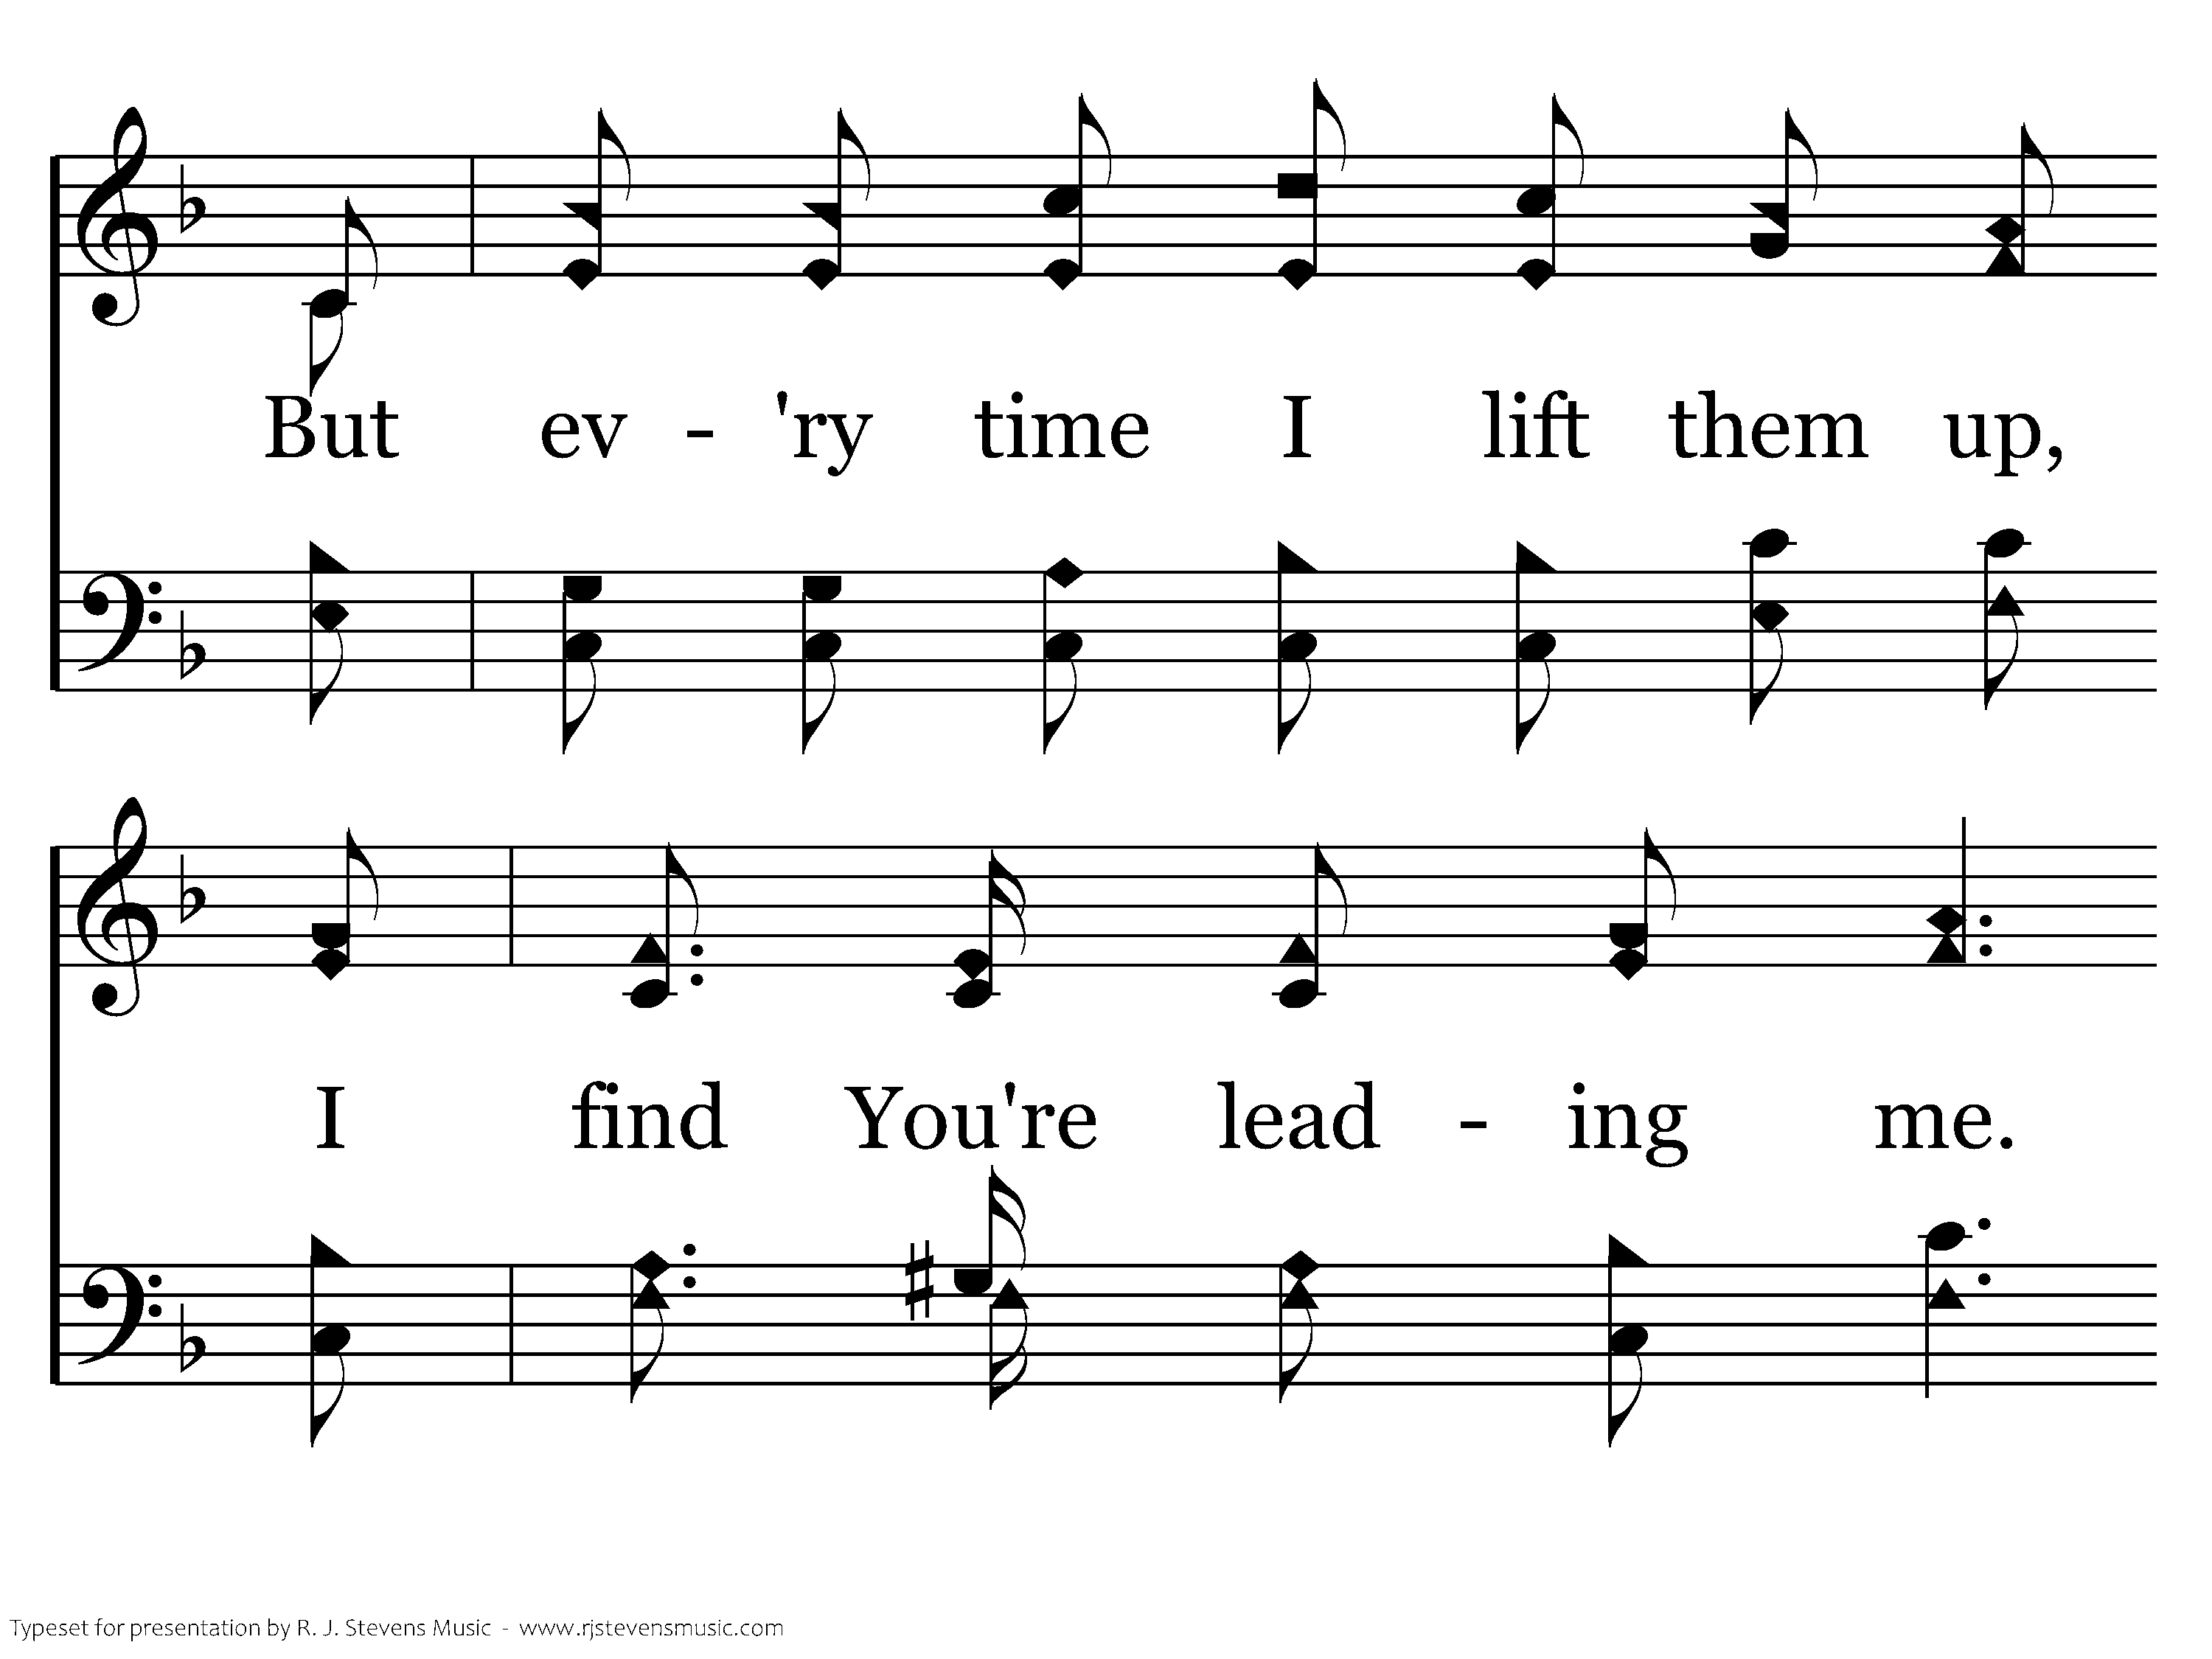 But ev - 'ry time I lift them up,
I find You're lead - ing me.
Typeset for presentation by R. J. Stevens Music - www.rjstevensmusic.com